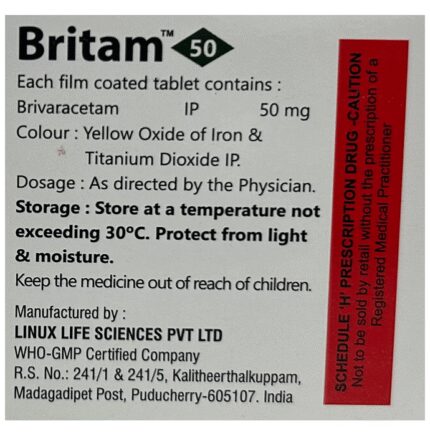 Britam™ 50
Each film coated tablet contains :
Brivaracetam IP 50 mg
Colour : Yellow Oxide of Iron &
Titanium Dioxide IP.
Dosage : As directed by the Physician.
Storage : Store at a temperature not
exceeding 30ºC. Protect from light
& moisture.
Keep the medicine out of reach of children.
Manufactured by :
LINUX LIFE SCIENCES PVT LTD
WHO-GMP Certified Company
R.S. No.: 241/1 & 241/5, Kalitheerthalkuppam,
Madagadipet Post, Puducherry-605107. India
SCHEDULE 'H' PRESCRIPTION DRUG -CAUTION
Not to be sold by retail without the prescription of a
Registered Medical Practitioner